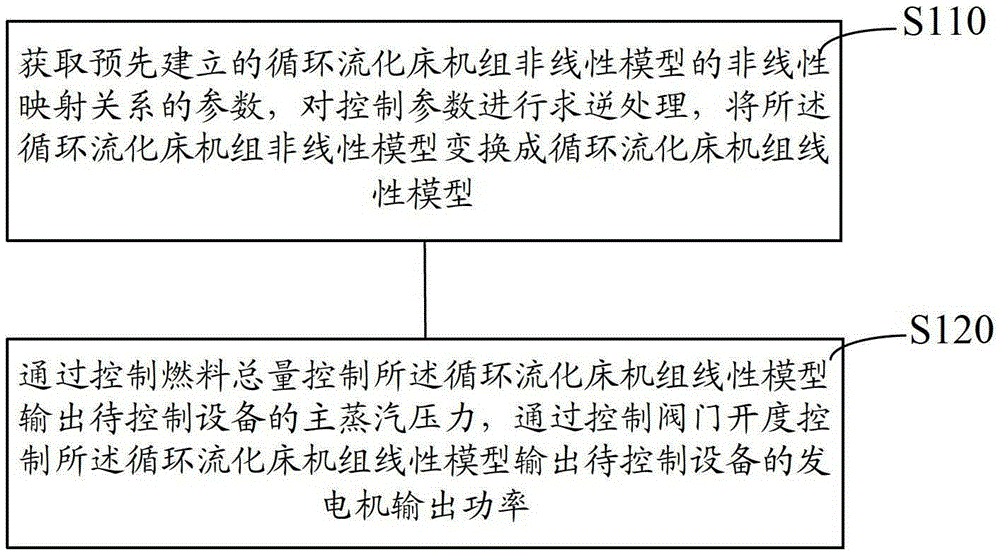 S110
获取预先建立的循环流化床机组非线性模型的非线性
映射关系的参数，对控制参数进行求逆处理，将所述
循环流化床机组非线性模型变换成循环流化床机组线
性模型
S120
通过控制燃料总量控制所述循环流化床机组线性模型
输出待控制设备的主蒸汽压力，通过控制阀门开度控
制所述循环流化床机组线性模型输出待控制设备的发
电机输出功率